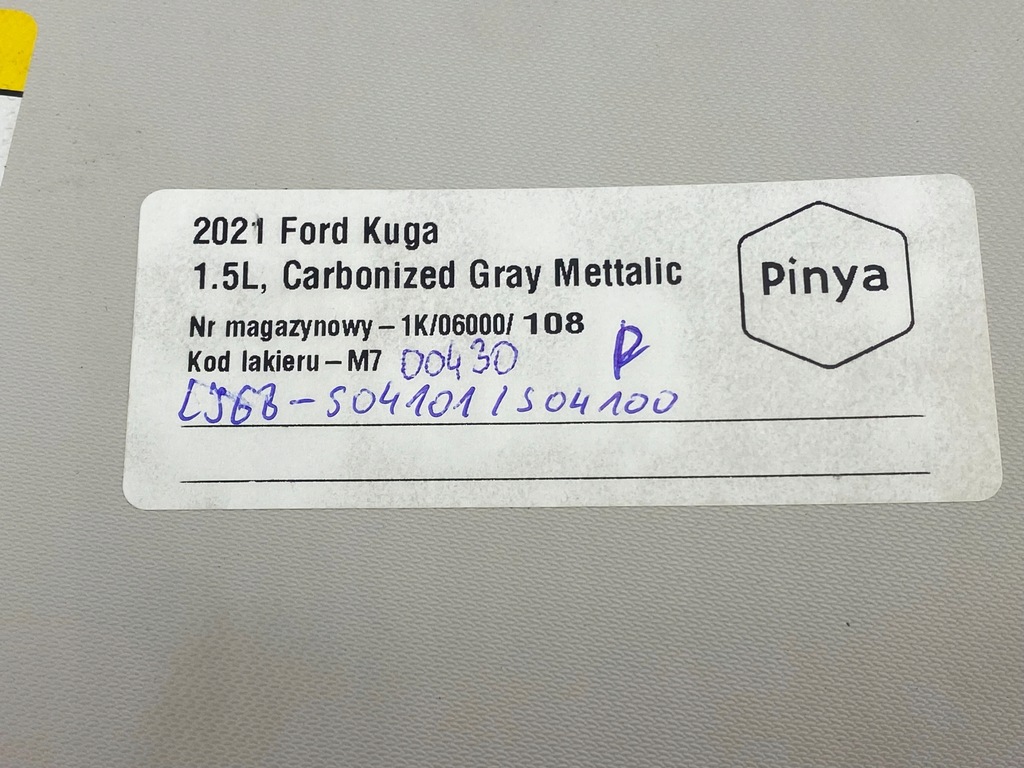 2021 Ford Kuga
1.5L, Carbonized Gray Mettalic
Pinya
Nr magazynowy – 1K/06000/ 108
Kod lakieru – M7 00430 P
LJ6B - S04101 / S04100